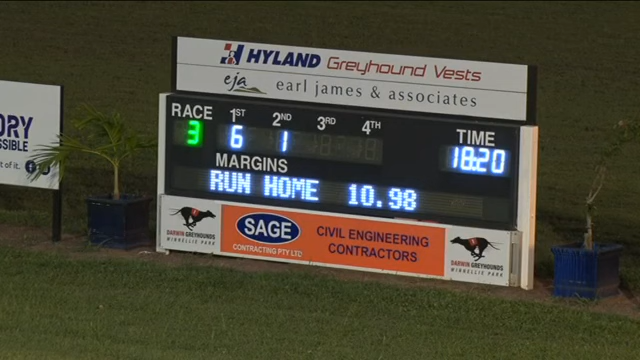 HYLAND Greyhound Vests
eja earl james & associates
RACE 1ST 2ND 3RD 4TH TIME
3 6 1 18:20
MARGINS
RUN HOME 10.98
DARWIN GREYHOUNDS
WINNELLIE PARK
SAGE
CONTRACTING PTY LTD
CIVIL ENGINEERING
CONTRACTORS
DARWIN GREYHOUNDS
WINNELLIE PARK
ORY
SSIBLE
t of it.